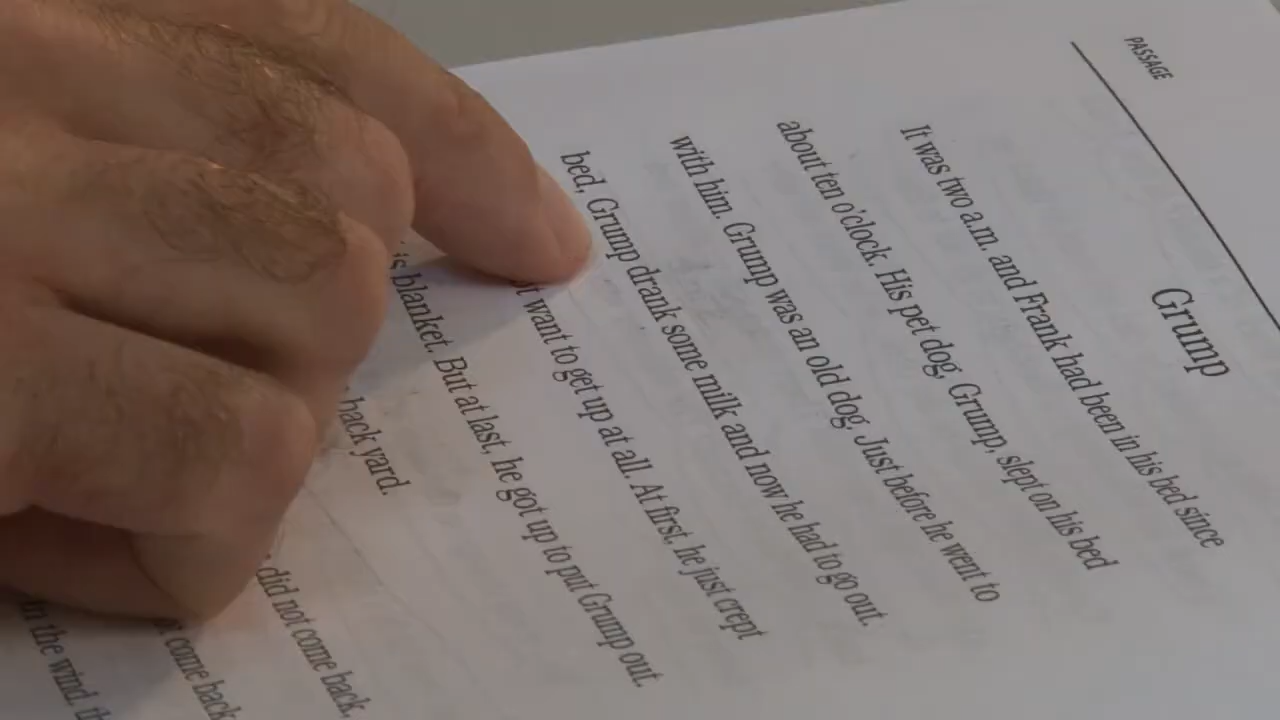 PASSAGE
Grump
It was two a.m. and Frank had been in his bed since
about ten o'clock. His pet dog, Grump, slept on his bed
with him. Grump was an old dog. Just before he went to
bed, Grump drank some milk and now he had to go out.
want to get up at all. At first, he just crept
blanket. But at last, he got up to put Grump out.
back yard.
did not come back,
come back
in the wind,